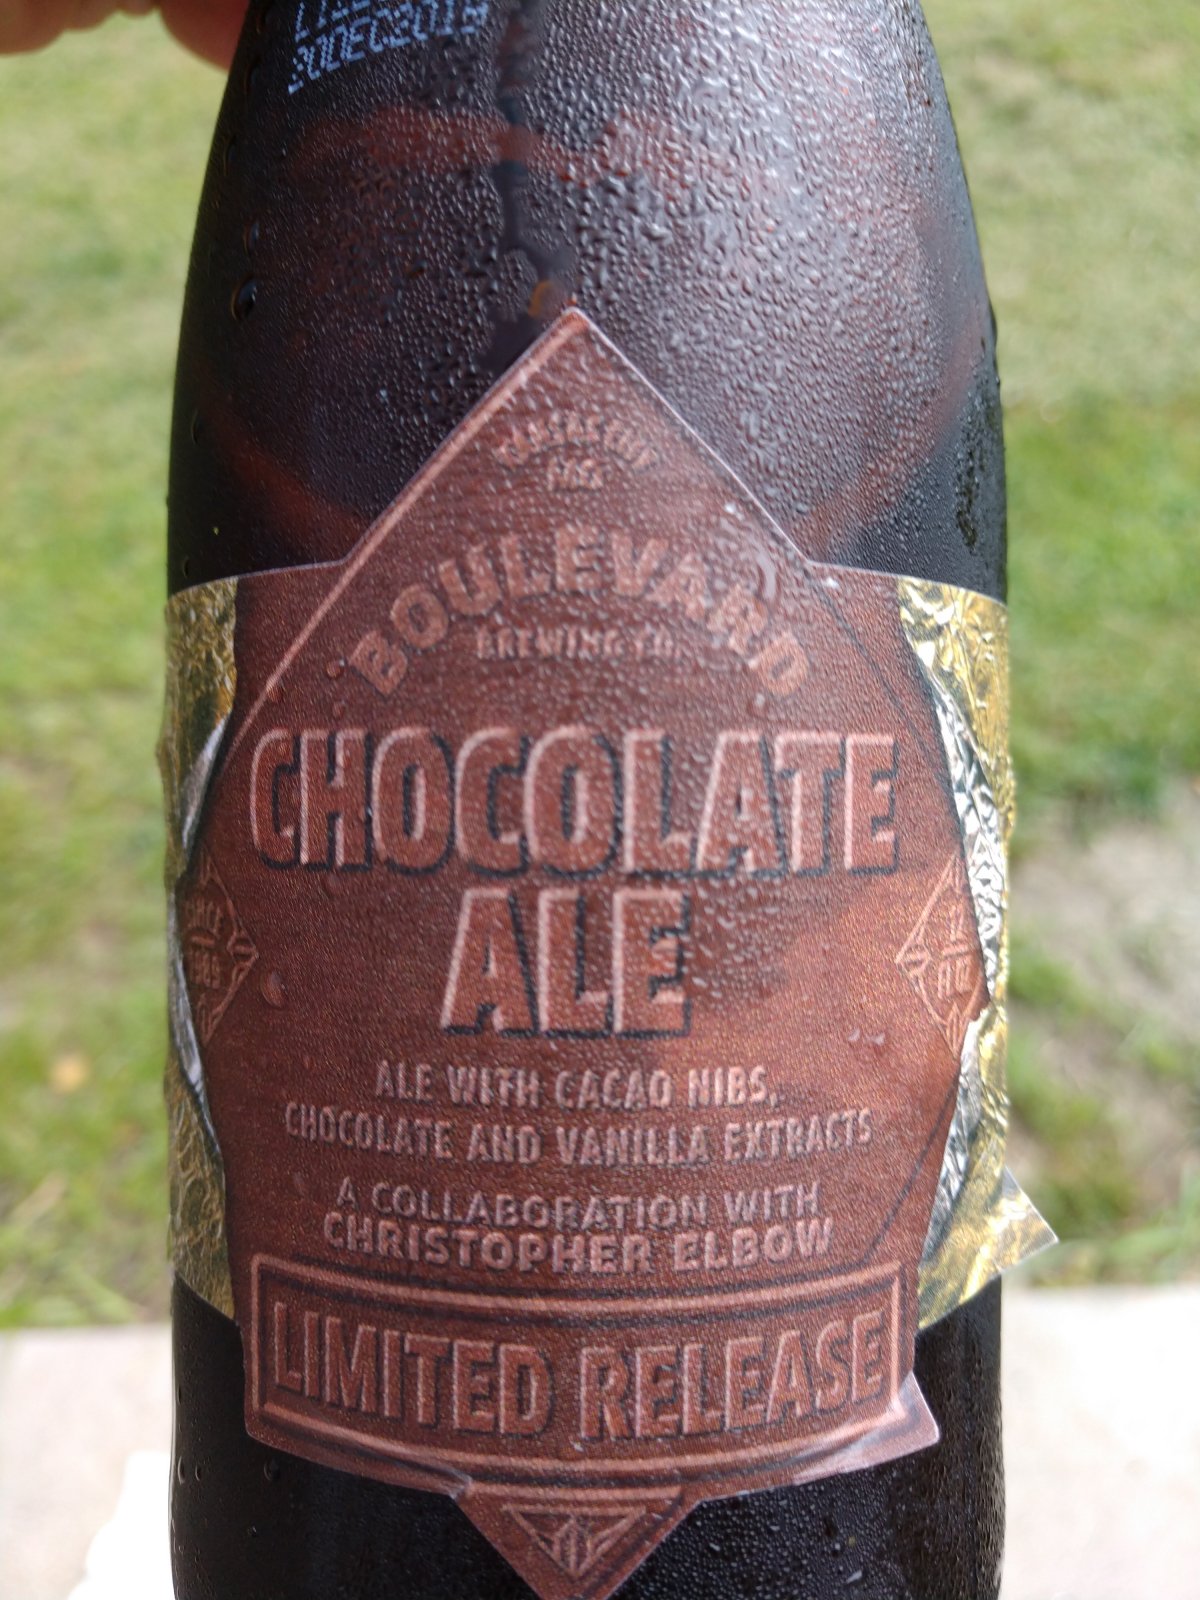 20DEC2018
BOULEVARD
BREWING CO.
CHOCOLATE
ALE
ALE WITH CACAO NIBS,
CHOCOLATE AND VANILLA EXTRACTS
A COLLABORATION WITH
CHRISTOPHER ELBOW
LIMITED RELEASE